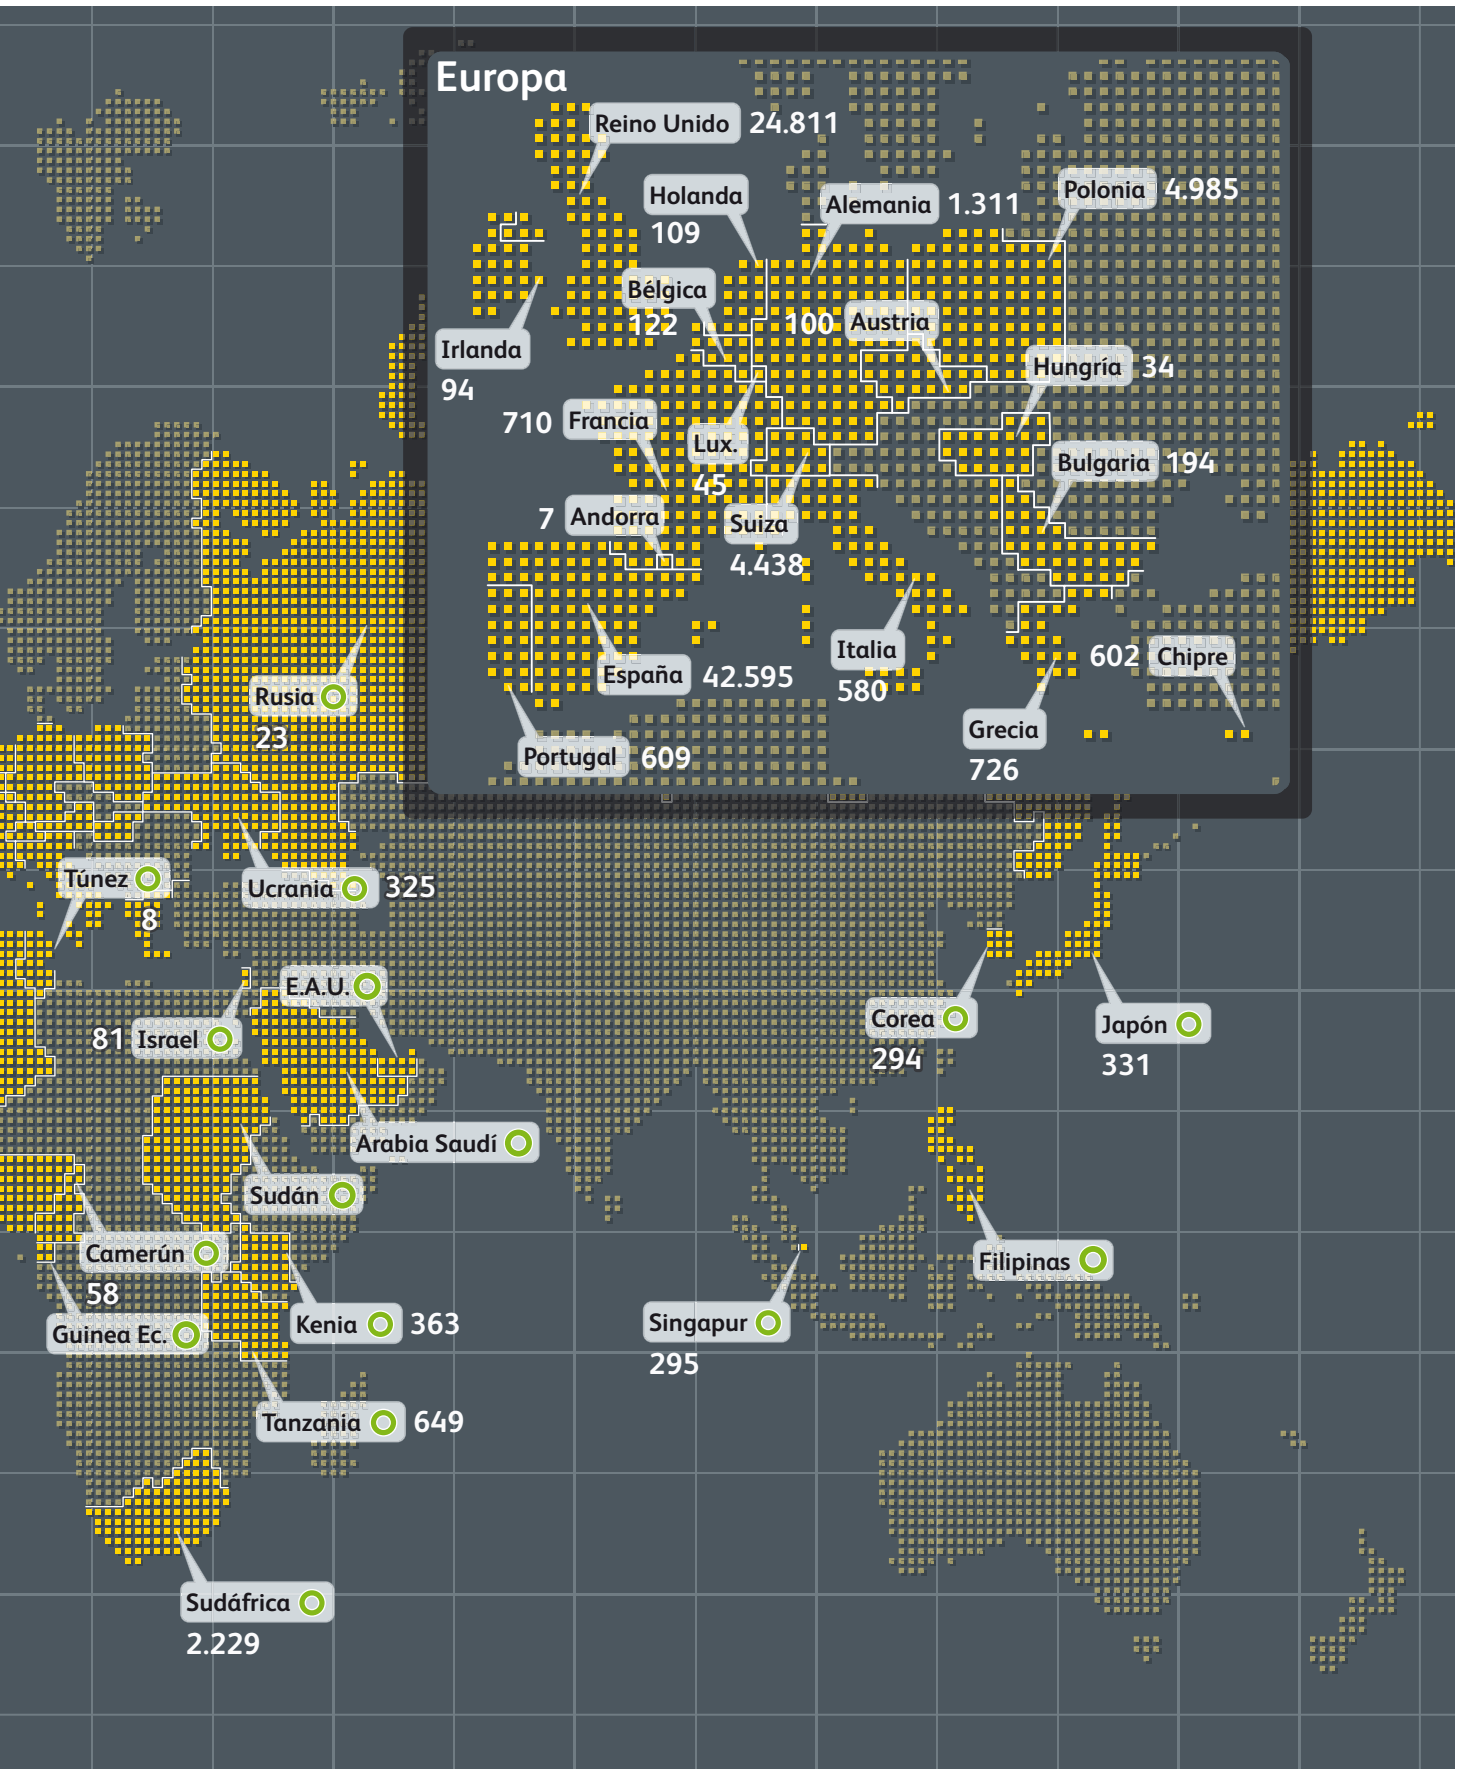 Europa
Reino Unido 24.811
Holanda
109
Alemania 1.311
Polonia 4.985
Bélgica
122
100 Austria
Irlanda
94
Hungría 34
710 Francia
Lux.
45
Bulgaria 194
7 Andorra
Suiza
4.438
Italia
580
602 Chipre
España 42.595
Grecia
726
Portugal 609
Rusia
23
Túnez
8
Ucrania 325
E.A.U.
81 Israel
Corea
294
Japón
331
Arabia Saudí
Sudán
Camerún
58
Filipinas
Guinea Ec.
Kenia 363
Singapur
295
Tanzania 649
Sudáfrica
2.229